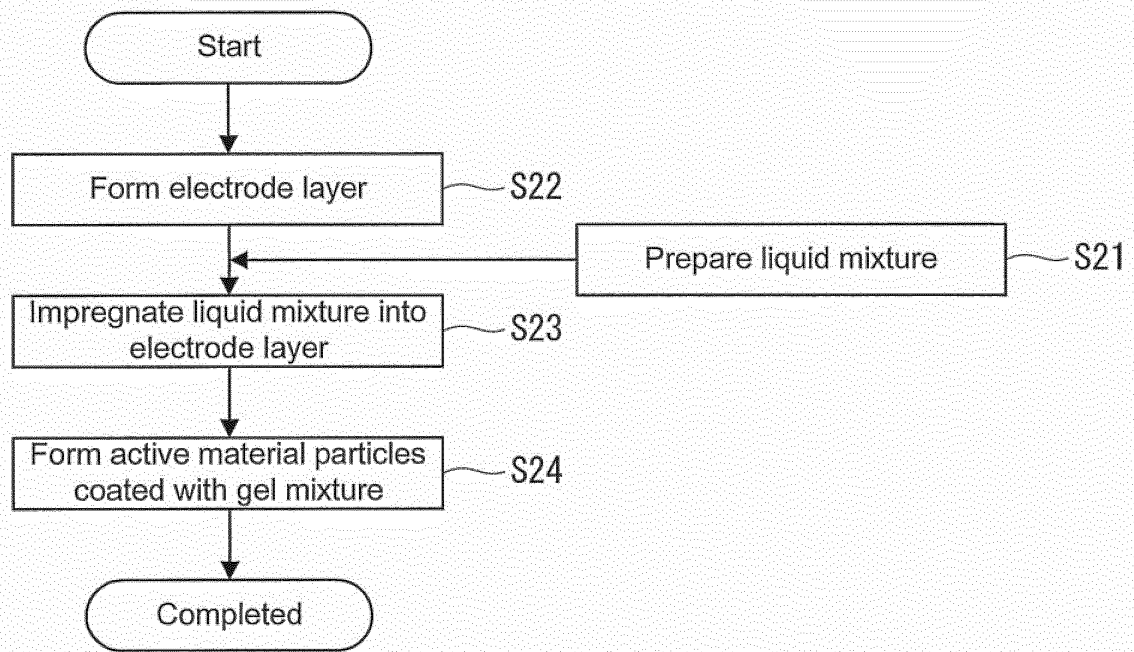 Start
Form electrode layer
S22
Prepare liquid mixture
S21
Impregnate liquid mixture into
electrode layer
S23
Form active material particles
coated with gel mixture
S24
Completed